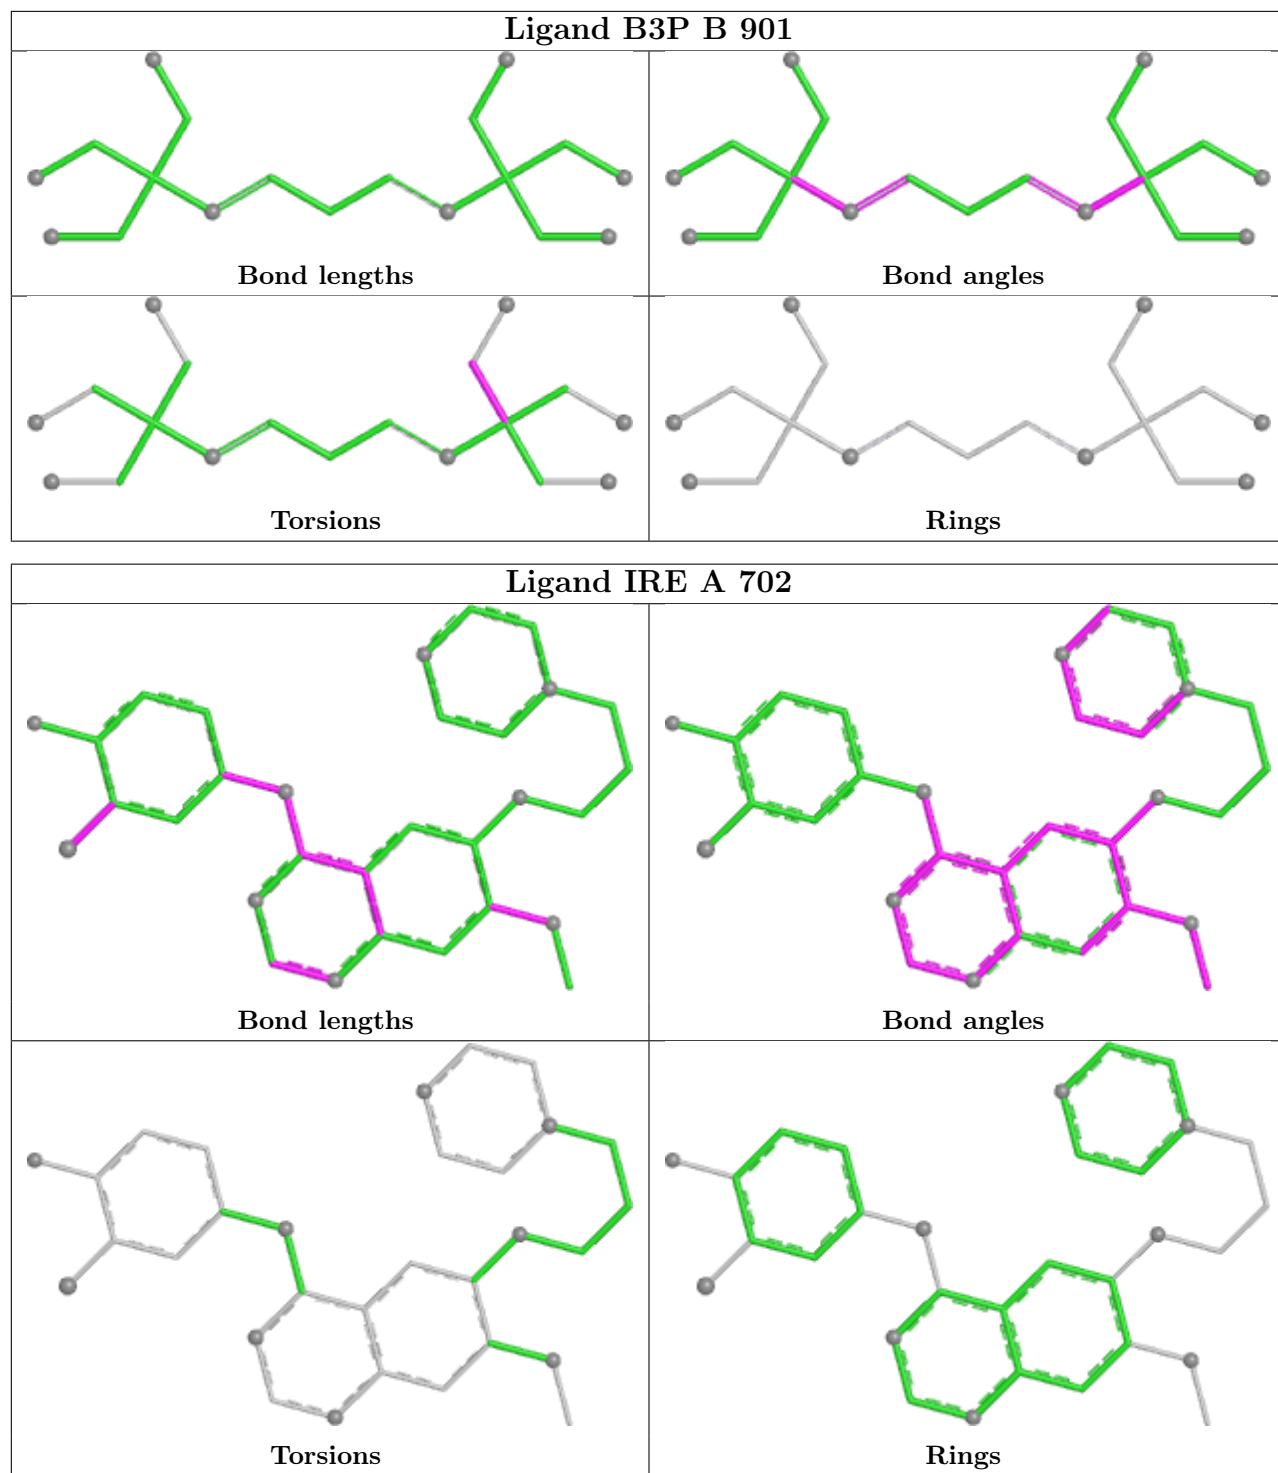 Ligand B3P B 901
Bond lengths
Bond angles
Torsions
Rings
Ligand IRE A 702
Bond lengths
Bond angles
Torsions
Rings